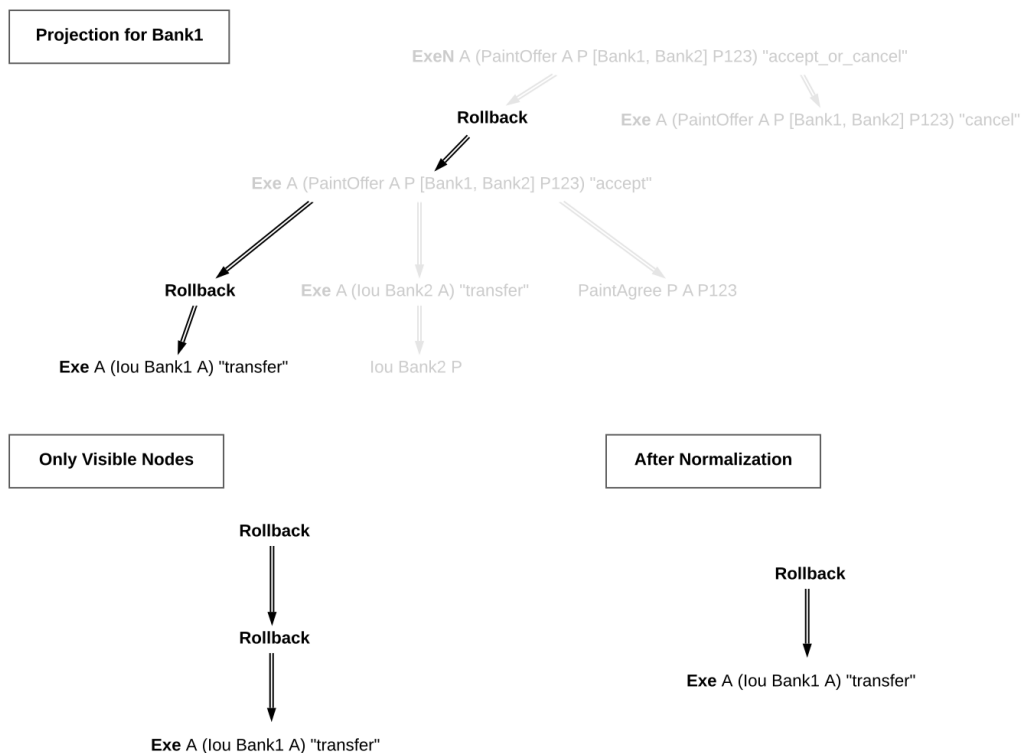 Projection for Bank1
ExeN A (PaintOffer A P [Bank1, Bank2] P123) "accept_or_cancel"
Rollback
Exe A (PaintOffer A P [Bank1, Bank2] P123) "cancel"
Exe A (PaintOffer A P [Bank1, Bank2] P123) "accept"
Rollback
Exe A (Iou Bank2 A) "transfer"
PaintAgree P A P123
Exe A (Iou Bank1 A) "transfer"
Iou Bank2 P
Only Visible Nodes
Rollback
Rollback
Exe A (Iou Bank1 A) "transfer"
After Normalization
Rollback
Exe A (Iou Bank1 A) "transfer"